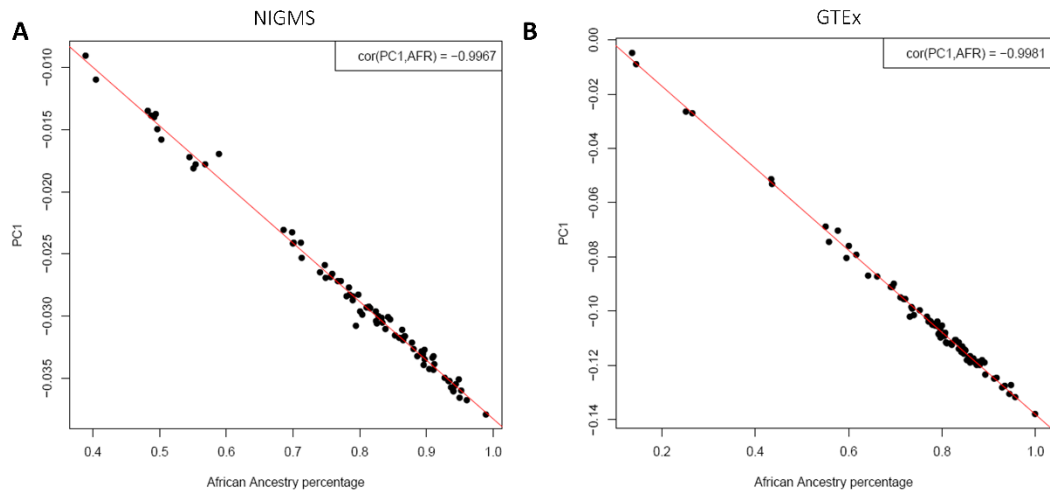 NIGMS
A
cor(PC1,AFR) = −0.9967
PC1
−0.010
−0.015
−0.020
−0.025
−0.030
−0.035
0.4 0.5 0.6 0.7 0.8 0.9 1.0
African Ancestry percentage
GTEx
B
cor(PC1,AFR) = −0.9981
PC1
0.00
−0.02
−0.04
−0.06
−0.08
−0.10
−0.12
−0.14
0.2 0.4 0.6 0.8 1.0
African Ancestry percentage